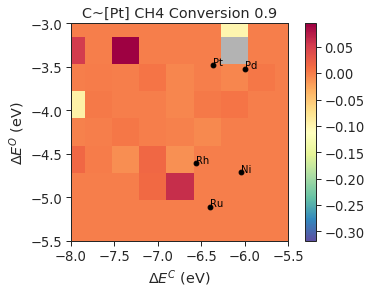 C~[Pt] CH4 Conversion 0.9
−3.0
−3.5
−4.0
−4.5
−5.0
−5.5
ΔE^O (eV)
Pt
Pd
Rh
Ni
Ru
−8.0 −7.5 −7.0 −6.5 −6.0 −5.5
ΔE^C (eV)
0.05
0.00
−0.05
−0.10
−0.15
−0.20
−0.25
−0.30